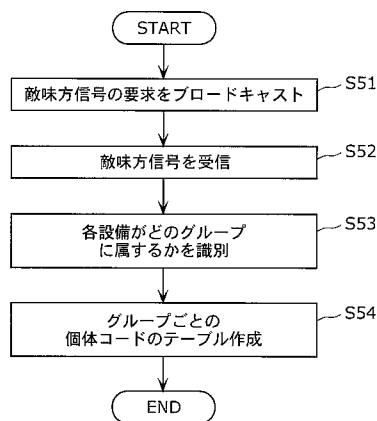 START
敵味方信号の要求をブロードキャスト
S51
敵味方信号を受信
S52
各設備がどのグループ
に属するかを識別
S53
グループごとの
個体コードのテーブル作成
S54
END